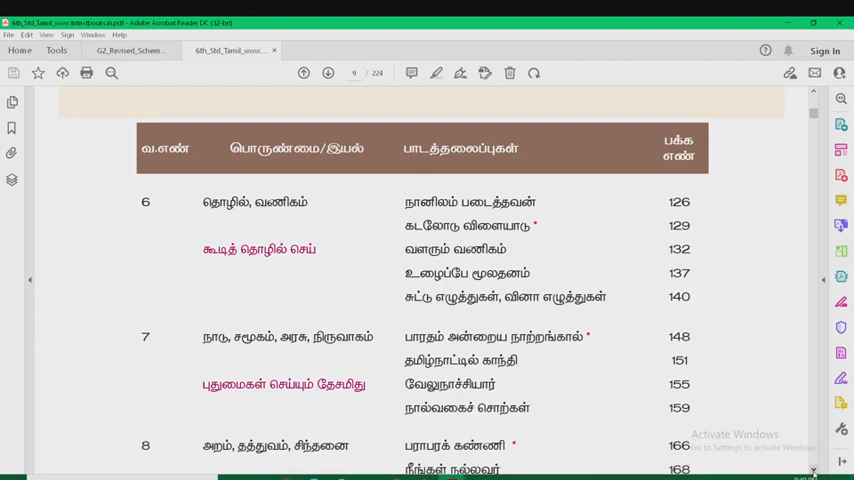 6th_Std_Tamil_www.tntextbooks.in.pdf - Adobe Acrobat Reader DC (32-bit)
File Edit View Sign Window Help
Home Tools G2_Revised_Schem... 6th_Std_Tamil_www.... × Sign In
9 / 224
வ.எண் பொருண்மை/இயல் பாடத்தலைப்புகள் பக்க எண்
6 தொழில், வணிகம் நானிலம் படைத்தவன் 126
கடலோடு விளையாடு * 129
கூடித் தொழில் செய் வளரும் வணிகம் 132
உழைப்பே மூலதனம் 137
சுட்டு எழுத்துகள், வினா எழுத்துகள் 140
7 நாடு, சமூகம், அரசு, நிருவாகம் பாரதம் அன்றைய நாற்றங்கால் * 148
தமிழ்நாட்டில் காந்தி 151
புதுமைகள் செய்யும் தேசமிது வேலுநாச்சியார் 155
நால்வகைச் சொற்கள் 159
Activate Windows
8 அறம், தத்துவம், சிந்தனை பராபரக் கண்ணி * 166
Go to Settings to activate Windows.
நீங்கள் நல்லவர் 168